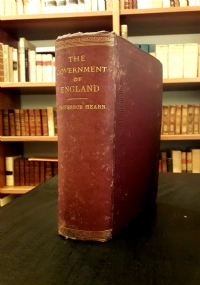 THE
GOVERNMENT
OF
ENGLAND
PROFESSOR HEARN